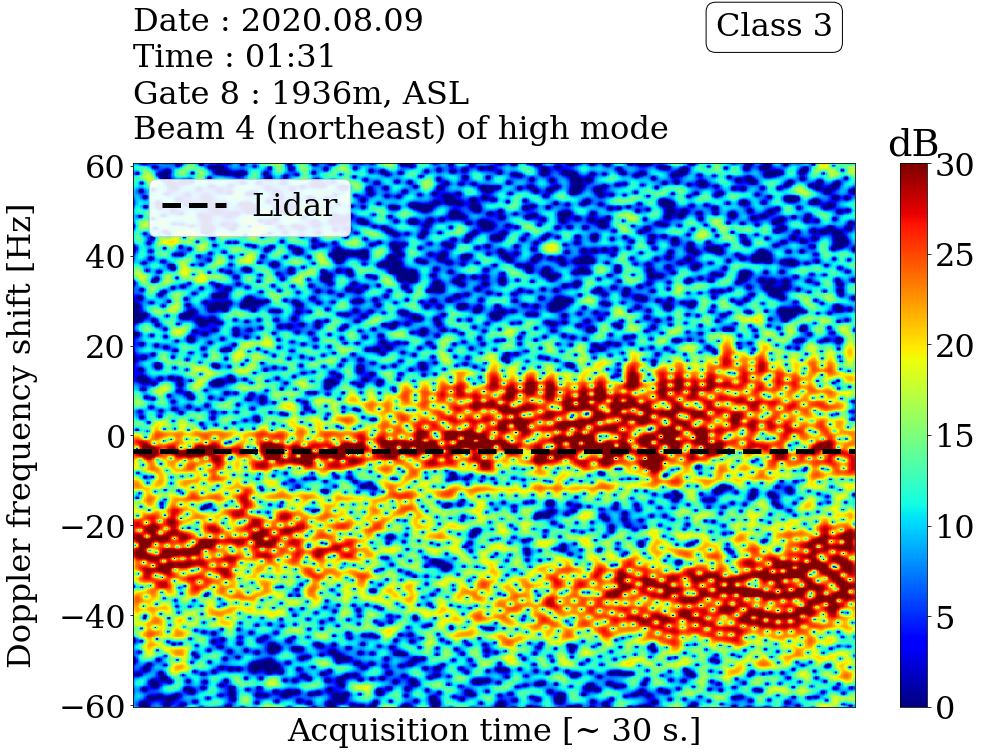 Date : 2020.08.09
Time : 01:31
Gate 8 : 1936m, ASL
Beam 4 (northeast) of high mode
Class 3
dB
60
40
20
0
−20
−40
−60
Doppler frequency shift [Hz]
Lidar
30
25
20
15
10
5
0
Acquisition time [~ 30 s.]